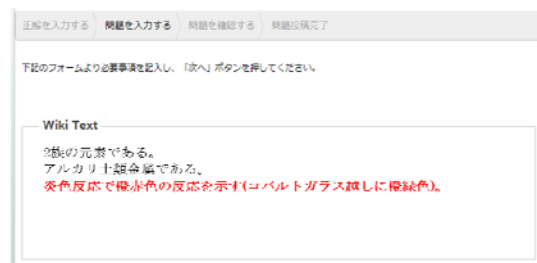 正解を入力する 問題を入力する 問題を確認する 問題投稿完了
下記のフォームより必要事項を記入し、「次へ」ボタンを押してください。
Wiki Text
2族の元素である。
アルカリ土類金属である。
炎色反応で橙赤色の反応を示す(コバルトガラス越しに橙緑色)。